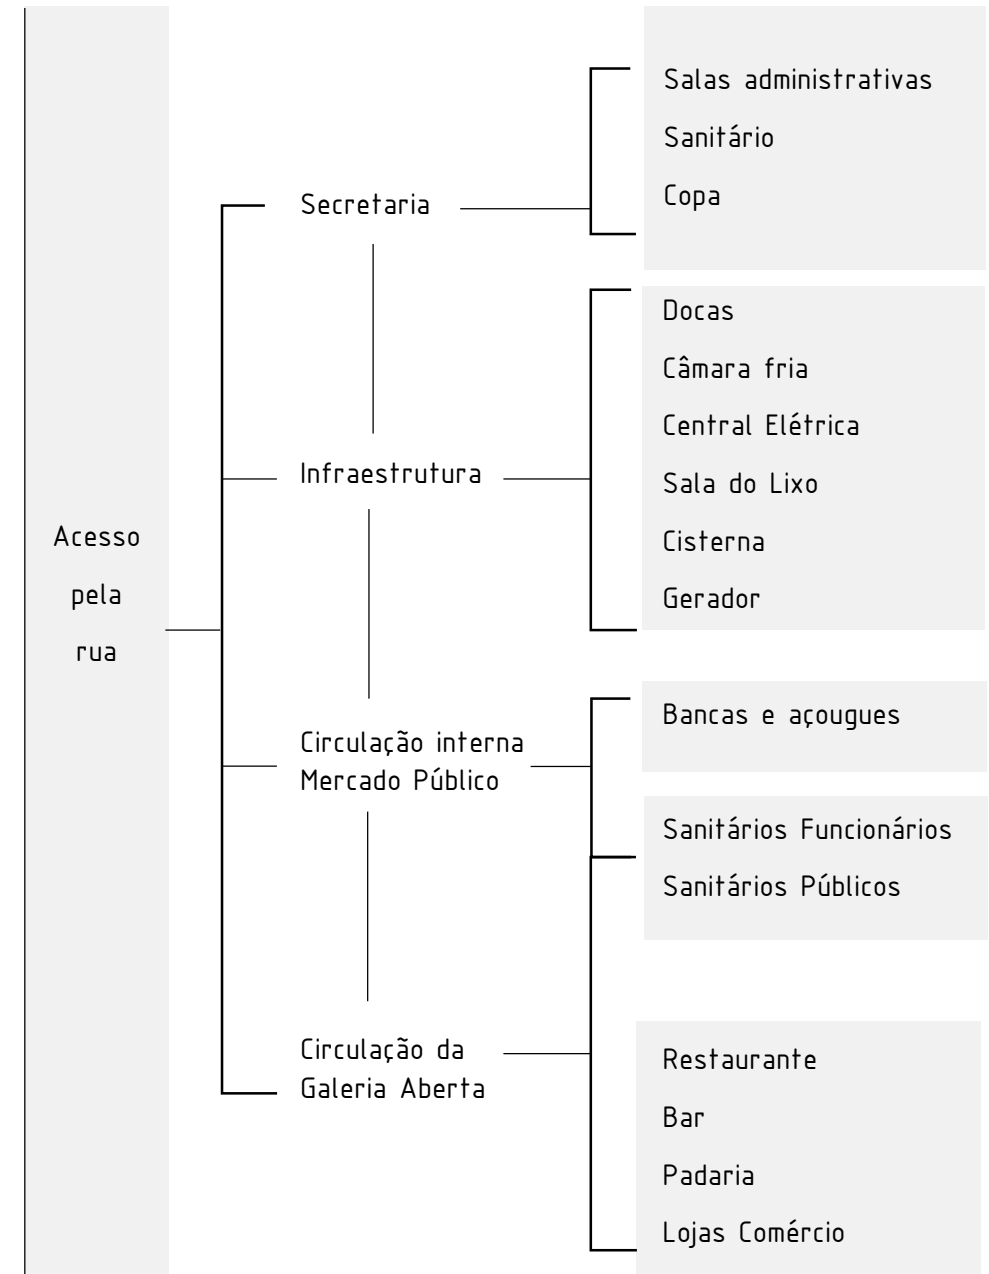 Acesso
pela
rua
Secretaria
Salas administrativas
Sanitário
Copa
Infraestrutura
Docas
Câmara fria
Central Elétrica
Sala do Lixo
Cisterna
Gerador
Circulação interna
Mercado Público
Bancas e açougues
Sanitários Funcionários
Sanitários Públicos
Circulação da
Galeria Aberta
Restaurante
Bar
Padaria
Lojas Comércio